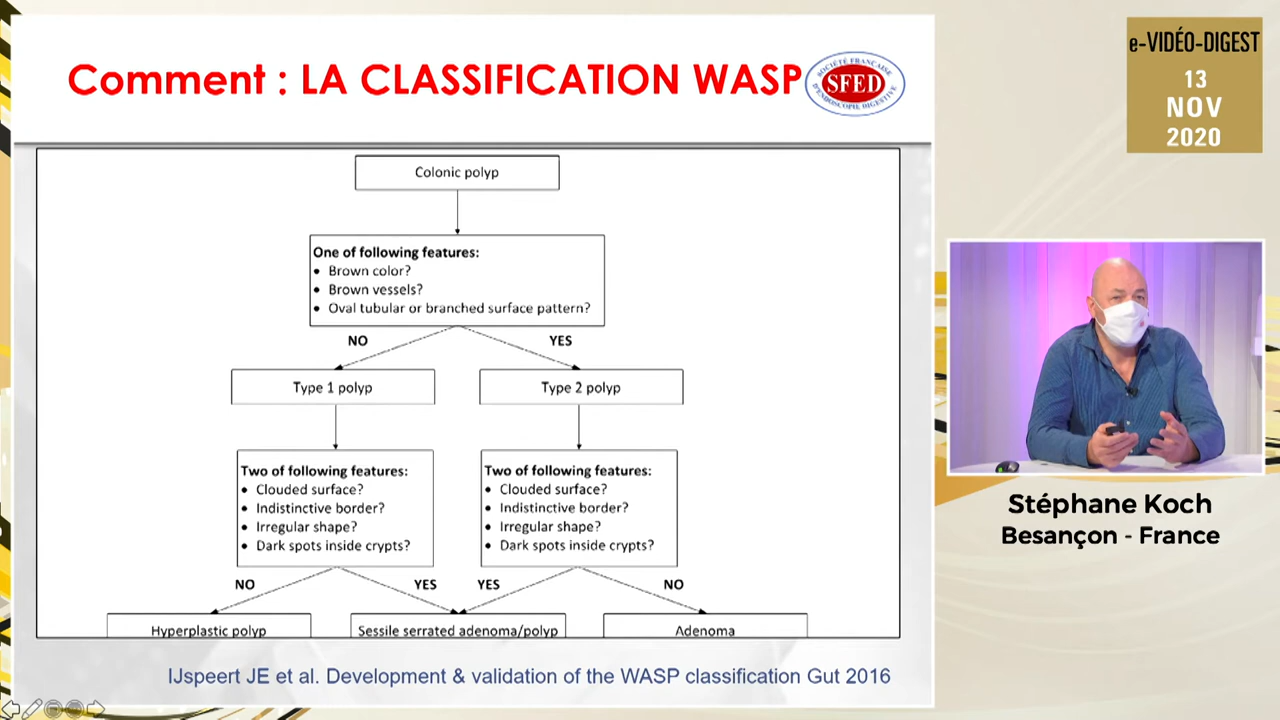 Comment : LA CLASSIFICATION WASP
SOCIÉTÉ FRANÇAISE
SFED
D'ENDOSCOPIE DIGESTIVE
e-VIDÉO-DIGEST
13
NOV
2020
Colonic polyp
One of following features:
• Brown color?
• Brown vessels?
• Oval tubular or branched surface pattern?
NO
YES
Type 1 polyp
Type 2 polyp
Two of following features:
• Clouded surface?
• Indistinctive border?
• Irregular shape?
• Dark spots inside crypts?
Two of following features:
• Clouded surface?
• Indistinctive border?
• Irregular shape?
• Dark spots inside crypts?
NO
YES
YES
NO
Hyperplastic polyp
Sessile serrated adenoma/polyp
Adenoma
IJspeert JE et al. Development & validation of the WASP classification Gut 2016
Stéphane Koch
Besançon - France